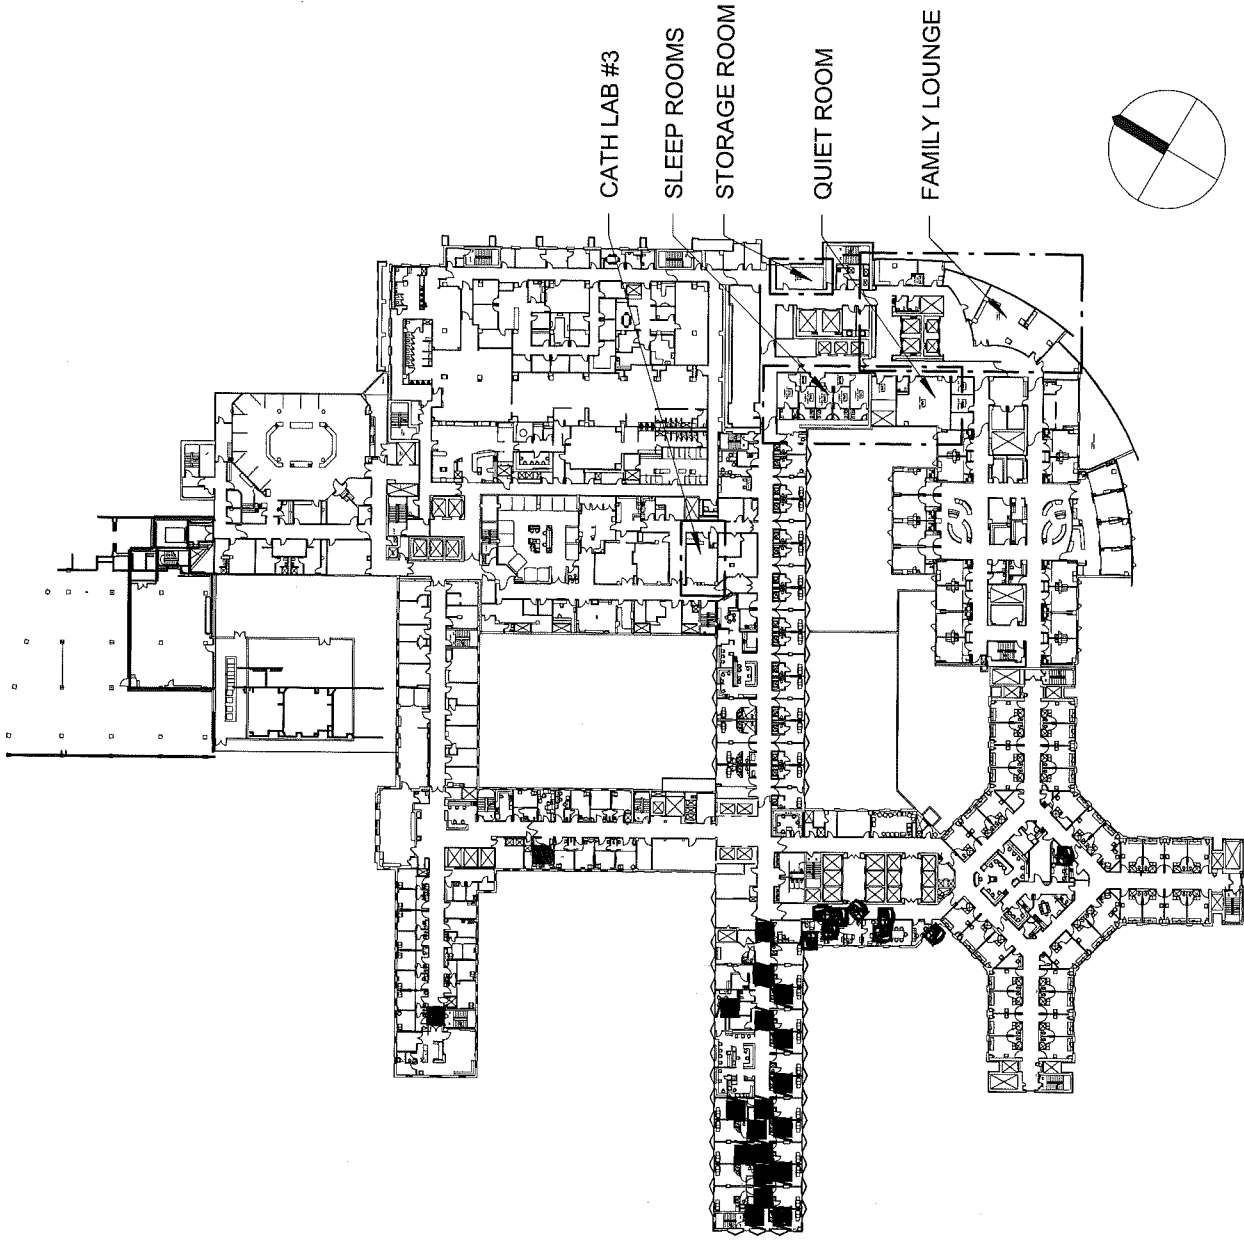 CATH LAB #3
SLEEP ROOMS
STORAGE ROOM
QUIET ROOM
FAMILY LOUNGE